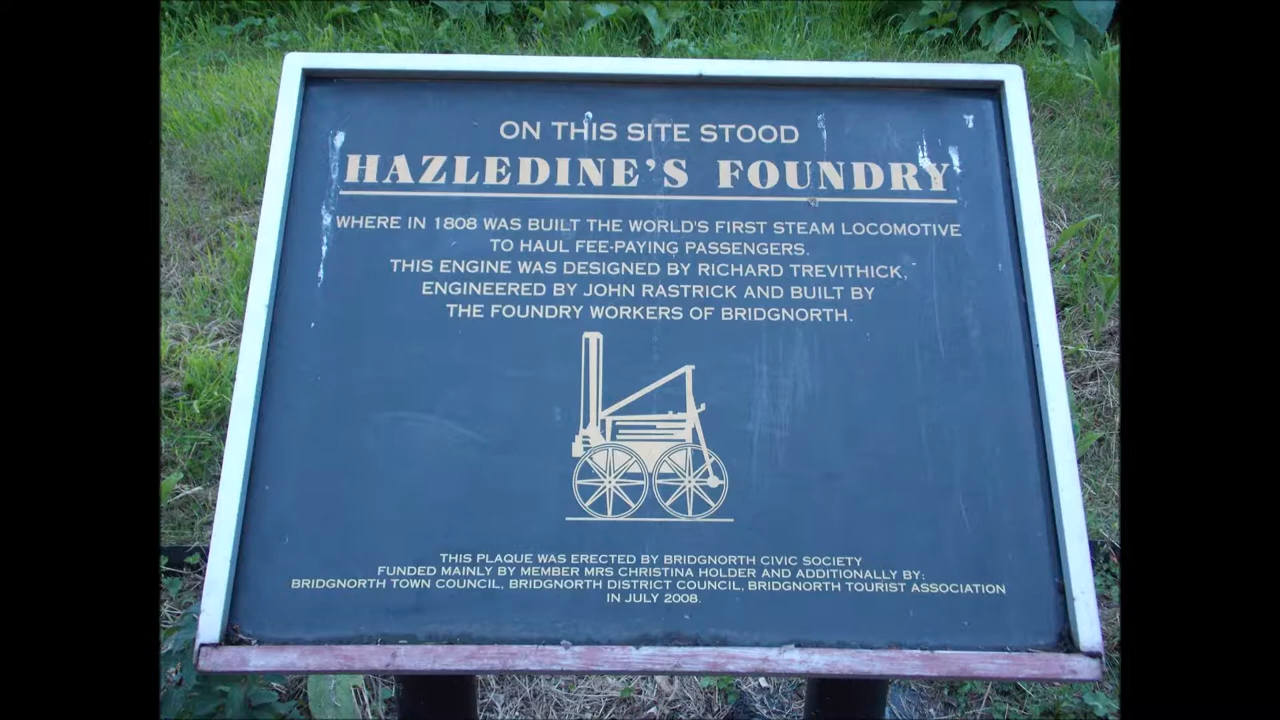 ON THIS SITE STOOD
HAZLEDINE'S FOUNDRY
WHERE IN 1808 WAS BUILT THE WORLD'S FIRST STEAM LOCOMOTIVE
TO HAUL FEE-PAYING PASSENGERS.
THIS ENGINE WAS DESIGNED BY RICHARD TREVITHICK,
ENGINEERED BY JOHN RASTRICK AND BUILT BY
THE FOUNDRY WORKERS OF BRIDGNORTH.
THIS PLAQUE WAS ERECTED BY BRIDGNORTH CIVIC SOCIETY
FUNDED MAINLY BY MEMBER MRS CHRISTINA HOLDER AND ADDITIONALLY BY:
BRIDGNORTH TOWN COUNCIL, BRIDGNORTH DISTRICT COUNCIL, BRIDGNORTH TOURIST ASSOCIATION
IN JULY 2008.